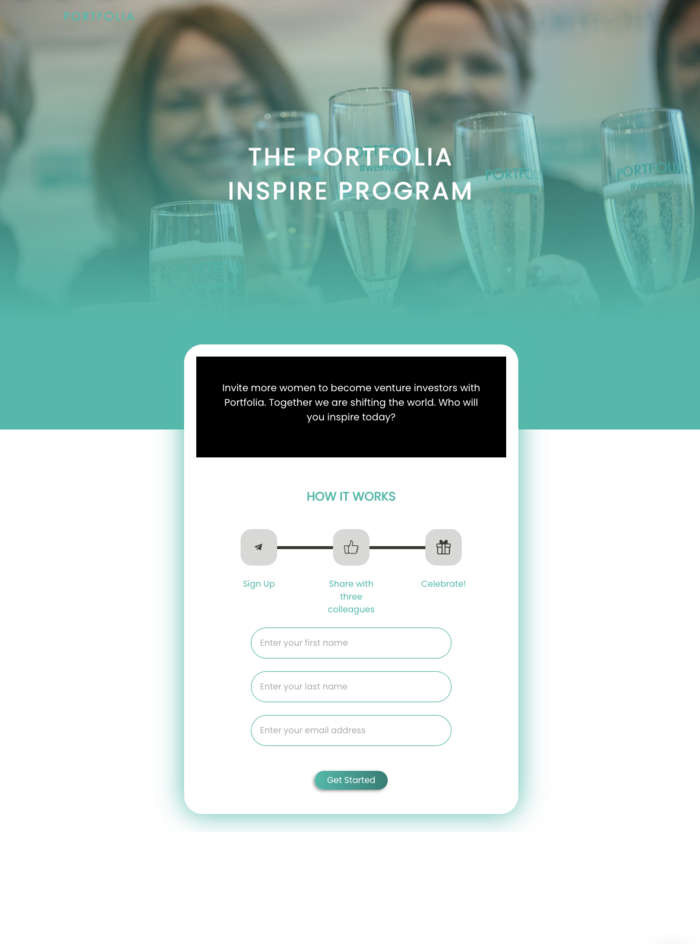 PORTFOLIA
THE PORTFOLIA
INSPIRE PROGRAM
PORTFOL
PORTFOL
Invite more women to become venture investors with
Portfolia. Together we are shifting the world. Who will
you inspire today?
HOW IT WORKS
Sign Up
Share with
three
colleagues
Celebrate!
Enter your first name
Enter your last name
Enter your email address
Get Started